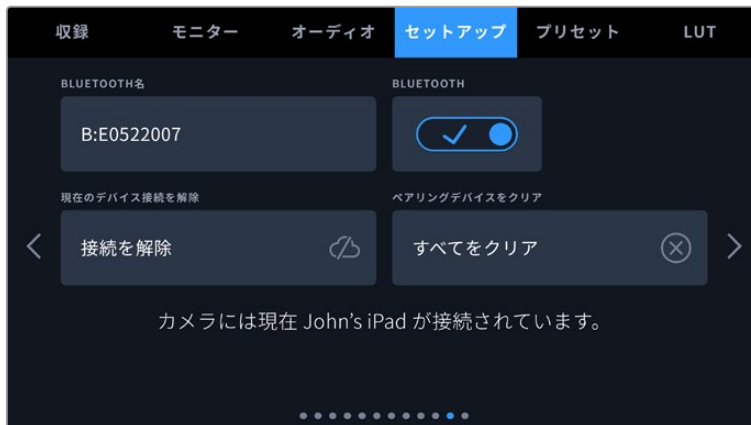 収録 モニター オーディオ セットアップ プリセット LUT
BLUETOOTH名 BLUETOOTH
B:E0522007
現在のデバイス接続を解除 ペアリングデバイスをクリア
接続を解除 すべてをクリア
カメラには現在 John’s iPad が接続されています。